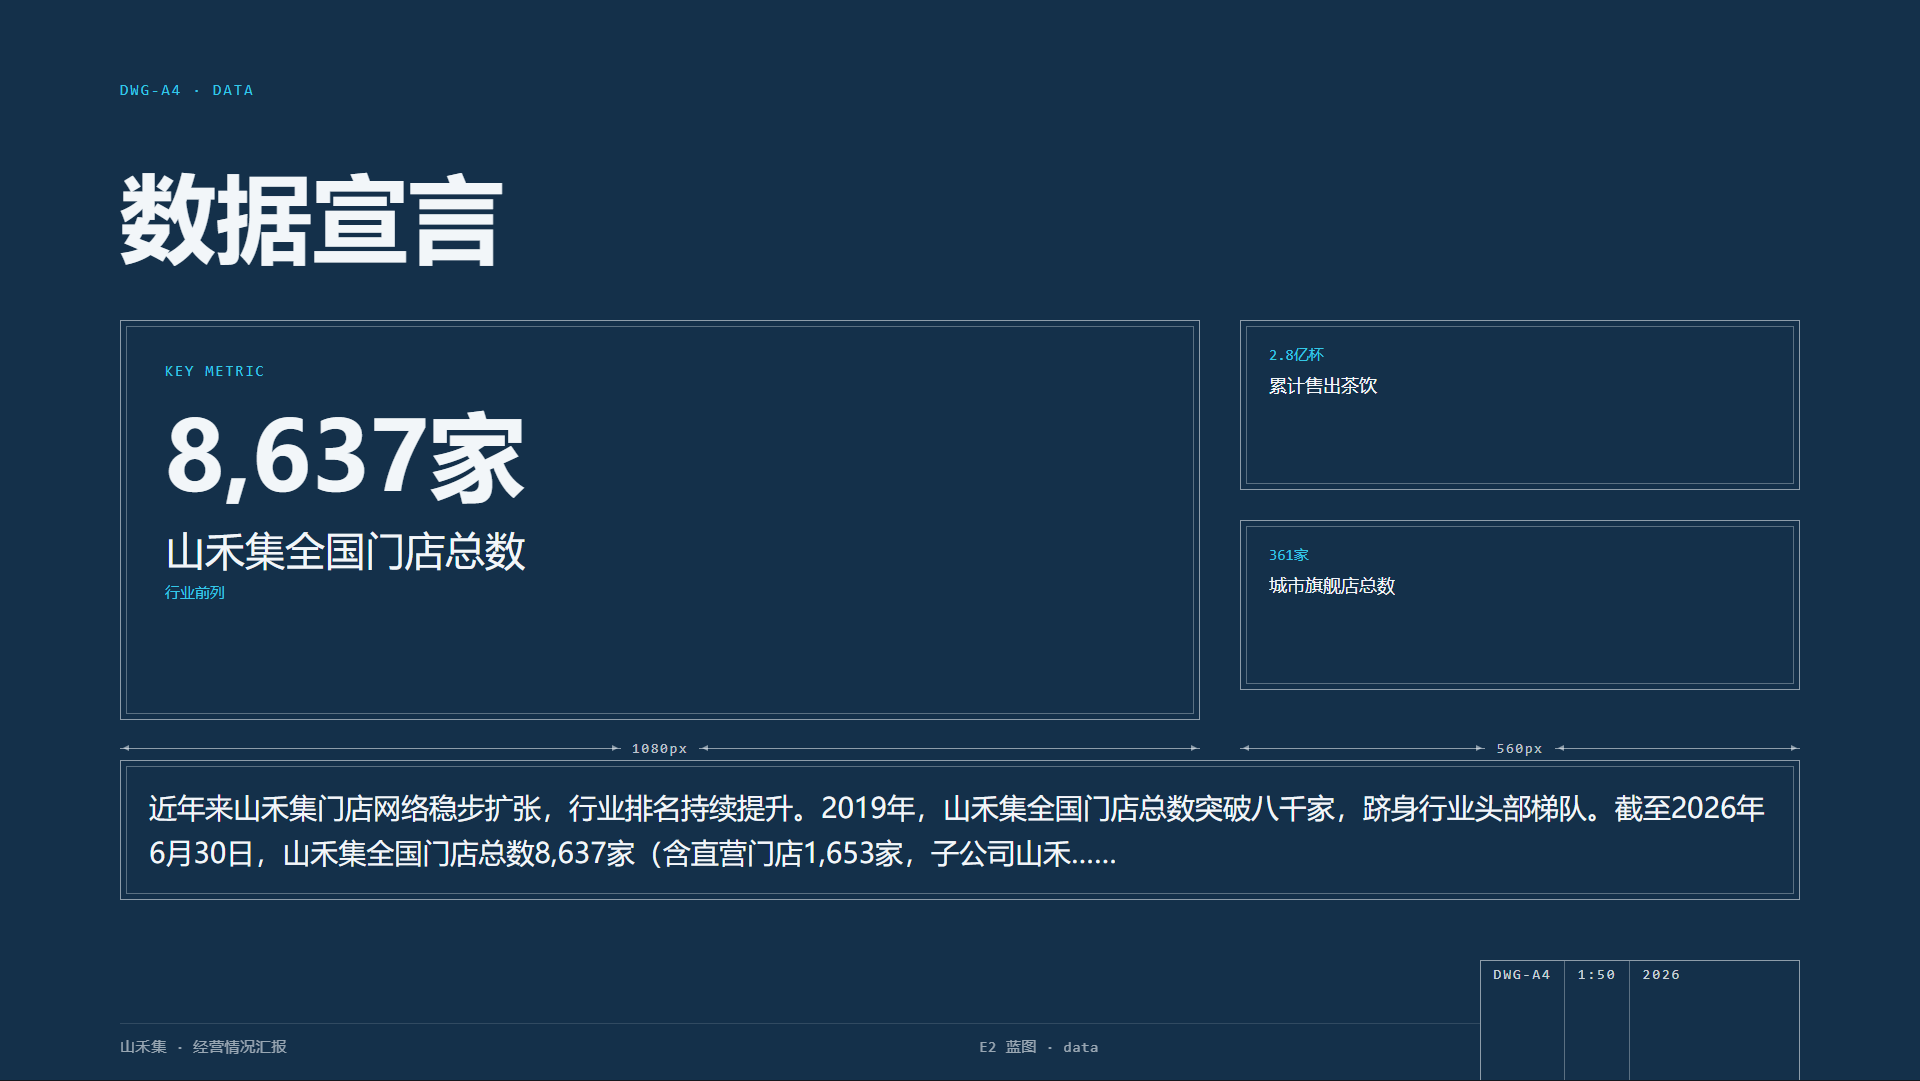 DWG-A4 · DATA
数据宣言
KEY METRIC
8,637家
山禾集全国门店总数
行业前列
2.8亿杯
累计售出茶饮
361家
城市旗舰店总数
1080px
560px
近年来山禾集门店网络稳步扩张，行业排名持续提升。2019年，山禾集全国门店总数突破八千家，跻身行业头部梯队。截至2026年
6月30日，山禾集全国门店总数8,637家（含直营门店1,653家，子公司山禾……
DWG-A4
1:50
2026
山禾集 · 经营情况汇报
E2 蓝图 · data